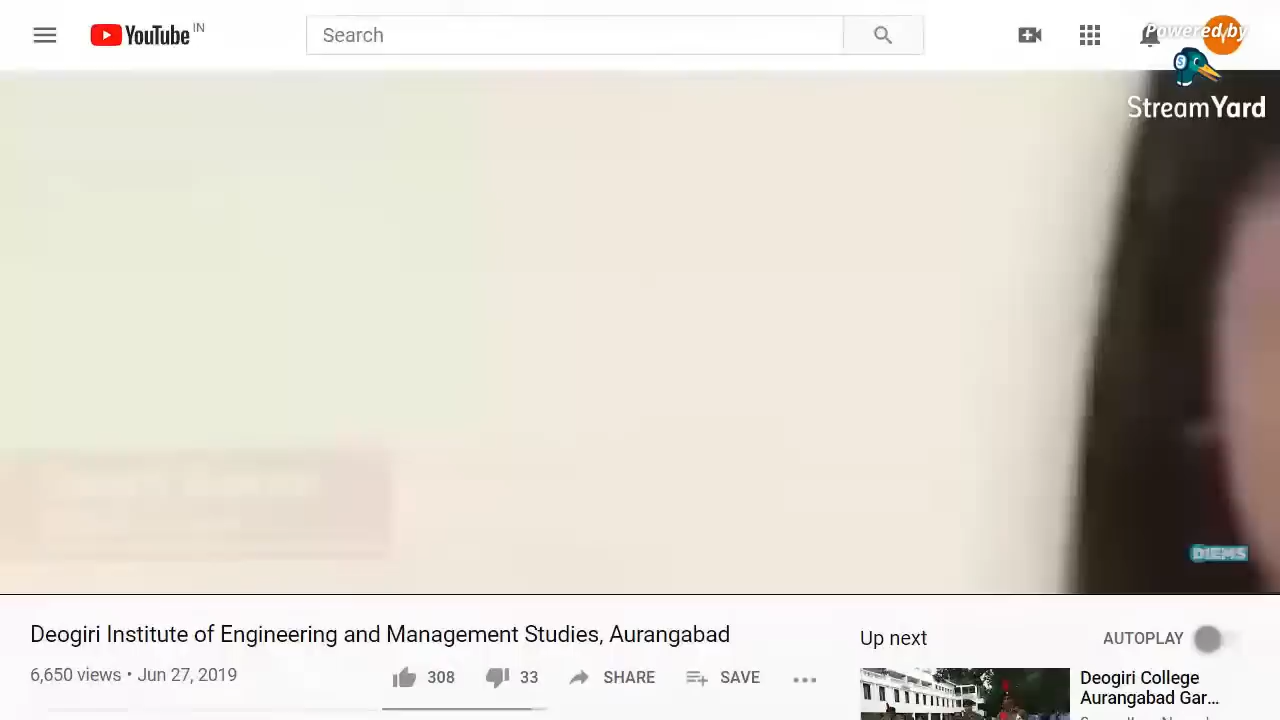 YouTube IN
Search
Powered by
StreamYard
DIEMS
Deogiri Institute of Engineering and Management Studies, Aurangabad
6,650 views • Jun 27, 2019
308
33
SHARE
SAVE
Up next
AUTOPLAY
Deogiri College
Aurangabad Gar...